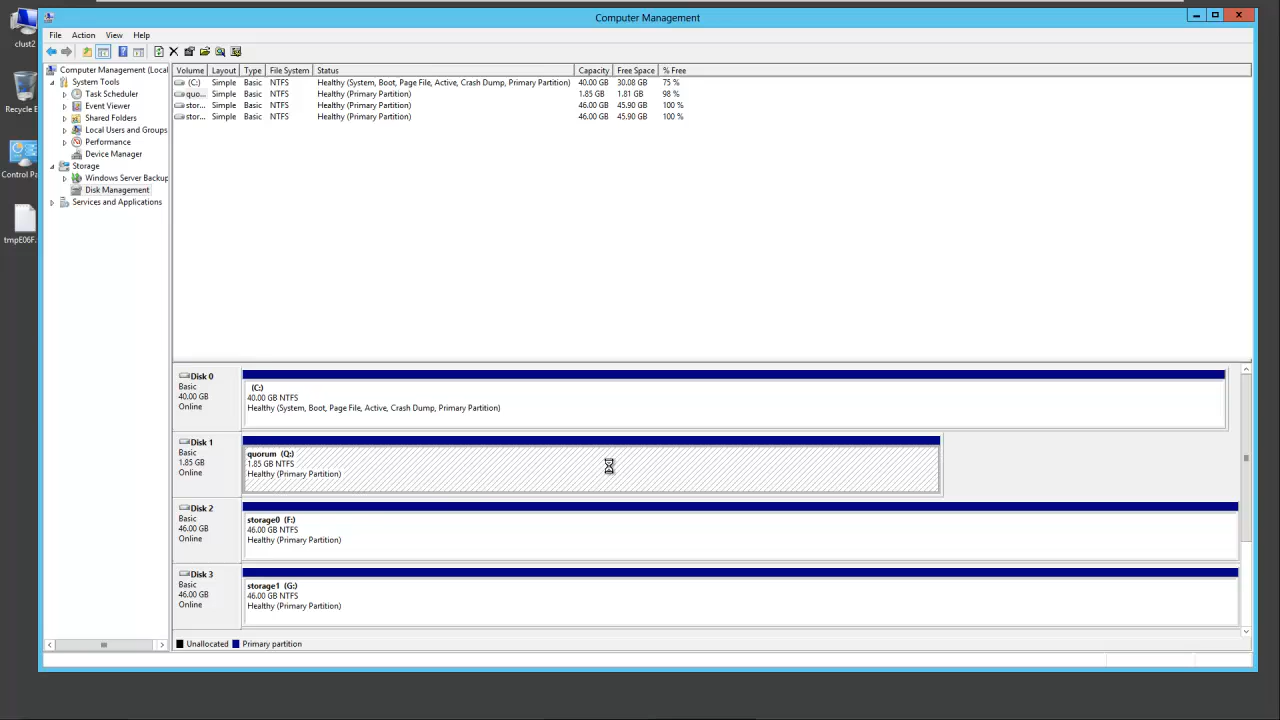 Computer Management
clust2
File Action View Help
Computer Management (Local
Volume Layout Type File System Status Capacity Free Space % Free
System Tools
(C:) Simple Basic NTFS Healthy (System, Boot, Page File, Active, Crash Dump, Primary Partition) 40.00 GB 30.08 GB 75 %
Task Scheduler
quo... Simple Basic NTFS Healthy (Primary Partition) 1.85 GB 1.81 GB 98 %
Event Viewer
stor... Simple Basic NTFS Healthy (Primary Partition) 46.00 GB 45.90 GB 100 %
Recycle B
Shared Folders
stor... Simple Basic NTFS Healthy (Primary Partition) 46.00 GB 45.90 GB 100 %
Local Users and Groups
Performance
Device Manager
Storage
Control Pa
Windows Server Backup
Disk Management
Services and Applications
tmpE06F.
Disk 0
Basic
40.00 GB
Online
(C:)
40.00 GB NTFS
Healthy (System, Boot, Page File, Active, Crash Dump, Primary Partition)
Disk 1
Basic
1.85 GB
Online
quorum (Q:)
1.85 GB NTFS
Healthy (Primary Partition)
Disk 2
Basic
46.00 GB
Online
storage0 (F:)
46.00 GB NTFS
Healthy (Primary Partition)
Disk 3
Basic
46.00 GB
Online
storage1 (G:)
46.00 GB NTFS
Healthy (Primary Partition)
Unallocated Primary partition